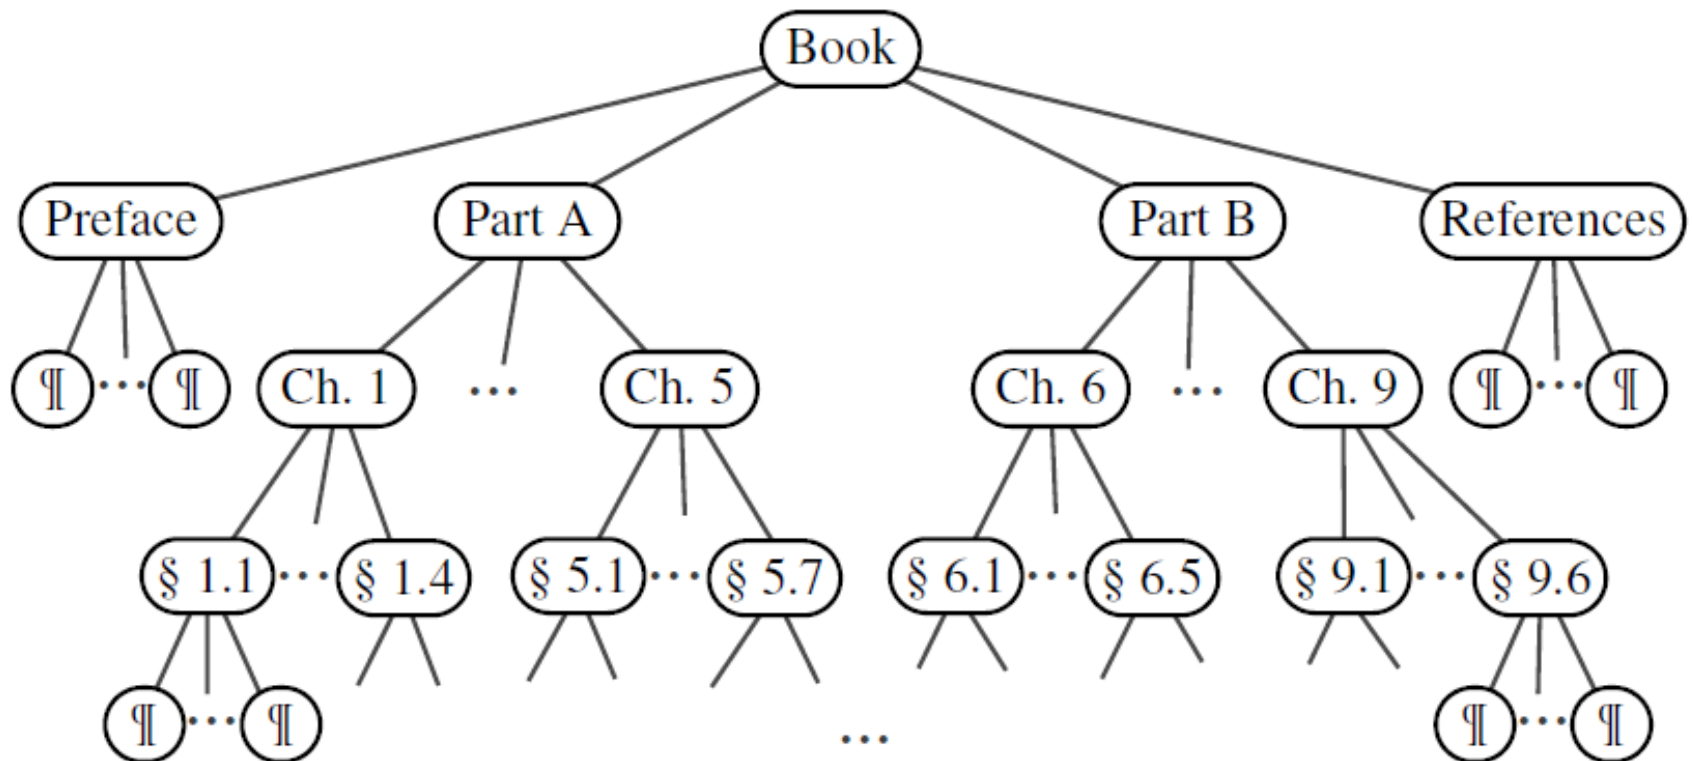 Book
Preface Part A Part B References
¶ ... ¶ Ch. 1 ... Ch. 5 Ch. 6 ... Ch. 9 ¶ ... ¶
§ 1.1 ... § 1.4 § 5.1 ... § 5.7 § 6.1 ... § 6.5 § 9.1 ... § 9.6
¶ ... ¶ ... ¶ ... ¶